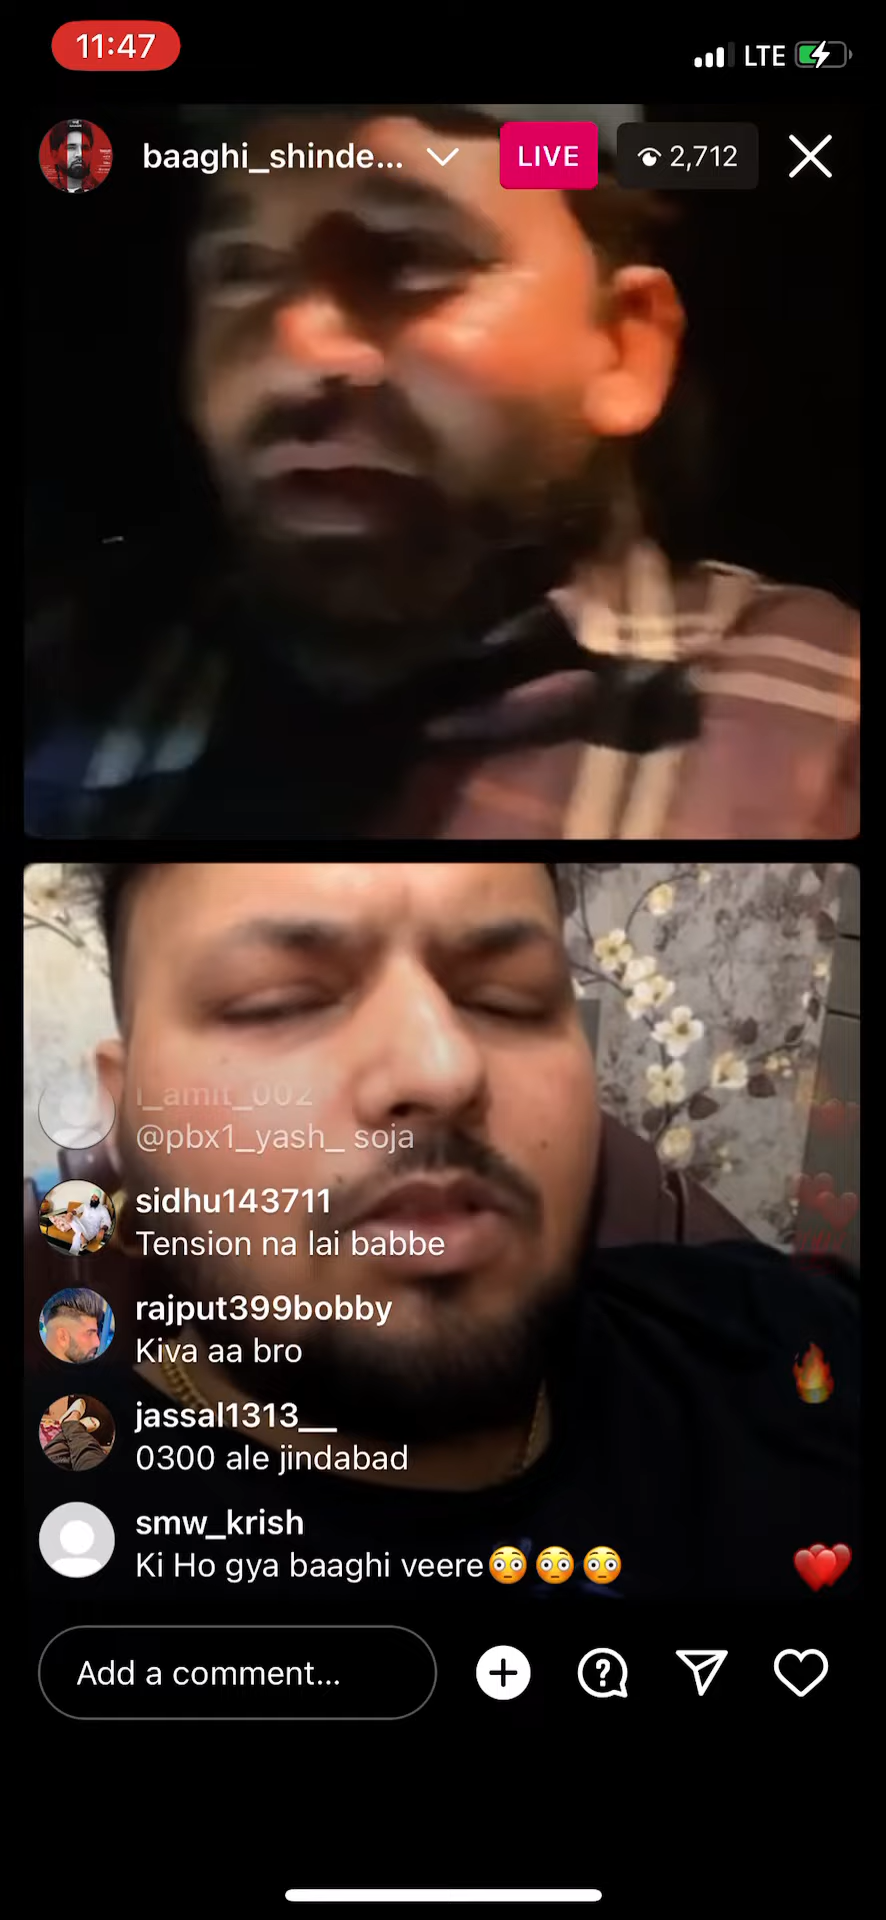 11:47
LTE
baaghi_shinde...
LIVE
2,712
i_amit_002
@pbx1_yash_ soja
sidhu143711
Tension na lai babbe
rajput399bobby
Kiva aa bro
jassal1313__
0300 ale jindabad
smw_krish
Ki Ho gya baaghi veere😳😳😳
Add a comment...